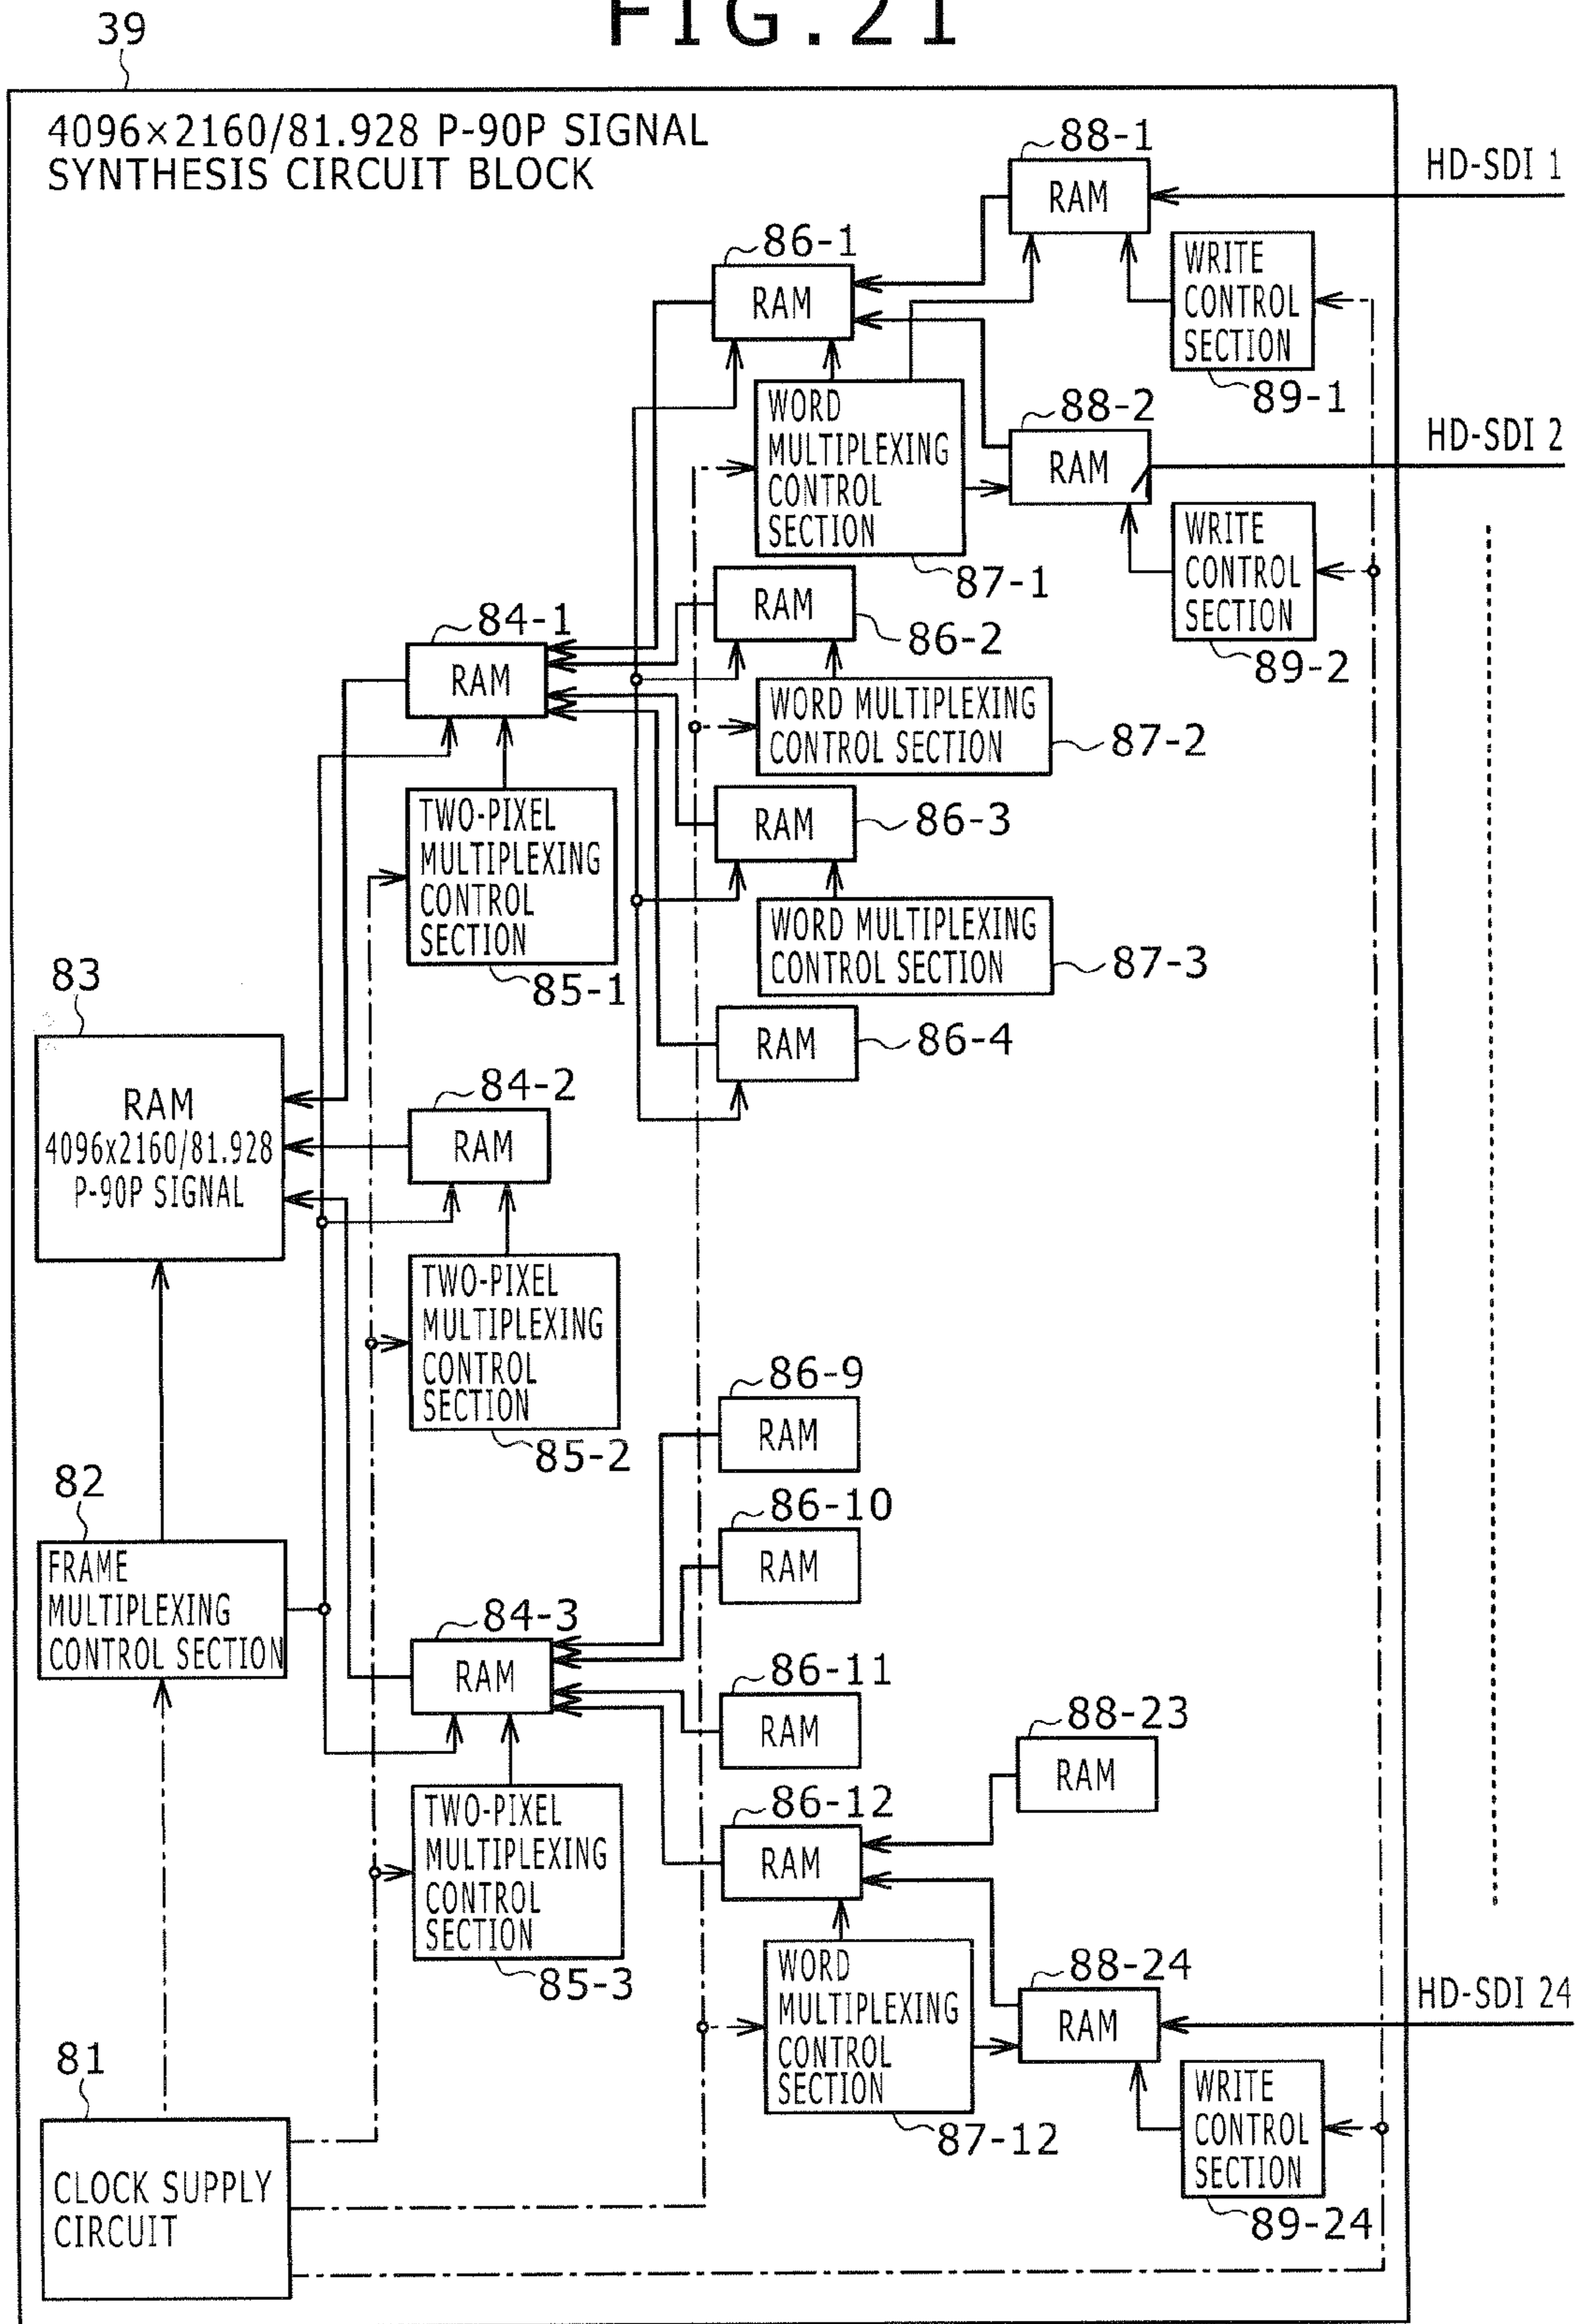 FIG.21
39
4096×2160/81.928 P-90P SIGNAL
SYNTHESIS CIRCUIT BLOCK
88-1
RAM
HD-SDI 1
86-1
RAM
WRITE
CONTROL
SECTION
89-1
WORD
MULTIPLEXING
CONTROL
SECTION
87-1
88-2
RAM
HD-SDI 2
WRITE
CONTROL
SECTION
89-2
84-1
RAM
RAM
86-2
WORD MULTIPLEXING
CONTROL SECTION
87-2
TWO-PIXEL
MULTIPLEXING
CONTROL
SECTION
85-1
RAM
86-3
WORD MULTIPLEXING
CONTROL SECTION
87-3
83
RAM
4096x2160/81.928
P-90P SIGNAL
RAM
86-4
84-2
RAM
TWO-PIXEL
MULTIPLEXING
CONTROL
SECTION
85-2
86-9
RAM
82
FRAME
MULTIPLEXING
CONTROL SECTION
86-10
RAM
84-3
RAM
86-11
RAM
88-23
RAM
TWO-PIXEL
MULTIPLEXING
CONTROL
SECTION
85-3
86-12
RAM
WORD
MULTIPLEXING
CONTROL
SECTION
87-12
88-24
RAM
HD-SDI 24
WRITE
CONTROL
SECTION
89-24
81
CLOCK SUPPLY
CIRCUIT